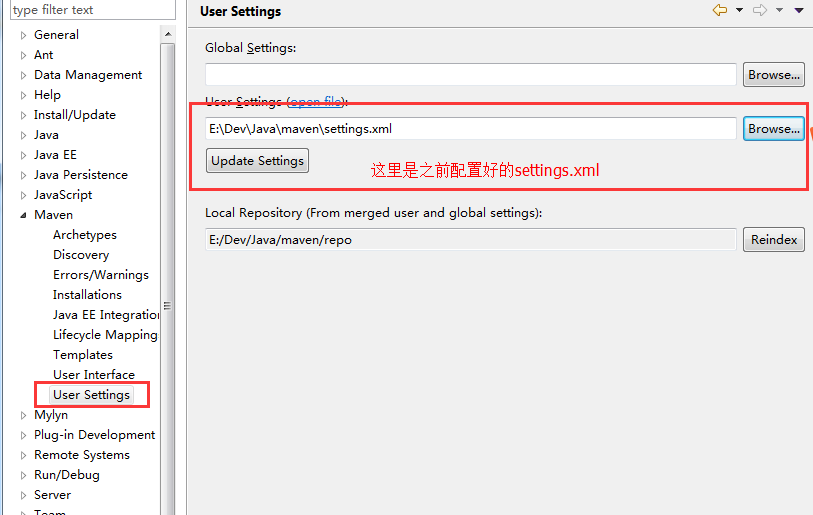 type filter text
General
Ant
Data Management
Help
Install/Update
Java
Java EE
Java Persistence
JavaScript
Maven
Archetypes
Discovery
Errors/Warnings
Installations
Java EE Integration
Lifecycle Mapping
Templates
User Interface
User Settings
Mylyn
Plug-in Development
Remote Systems
Run/Debug
Server
Team
User Settings
Global Settings:
Browse...
User Settings (open file):
E:\Dev\Java\maven\settings.xml
Browse...
Update Settings
这里是之前配置好的settings.xml
Local Repository (From merged user and global settings):
E:/Dev/Java/maven/repo
Reindex